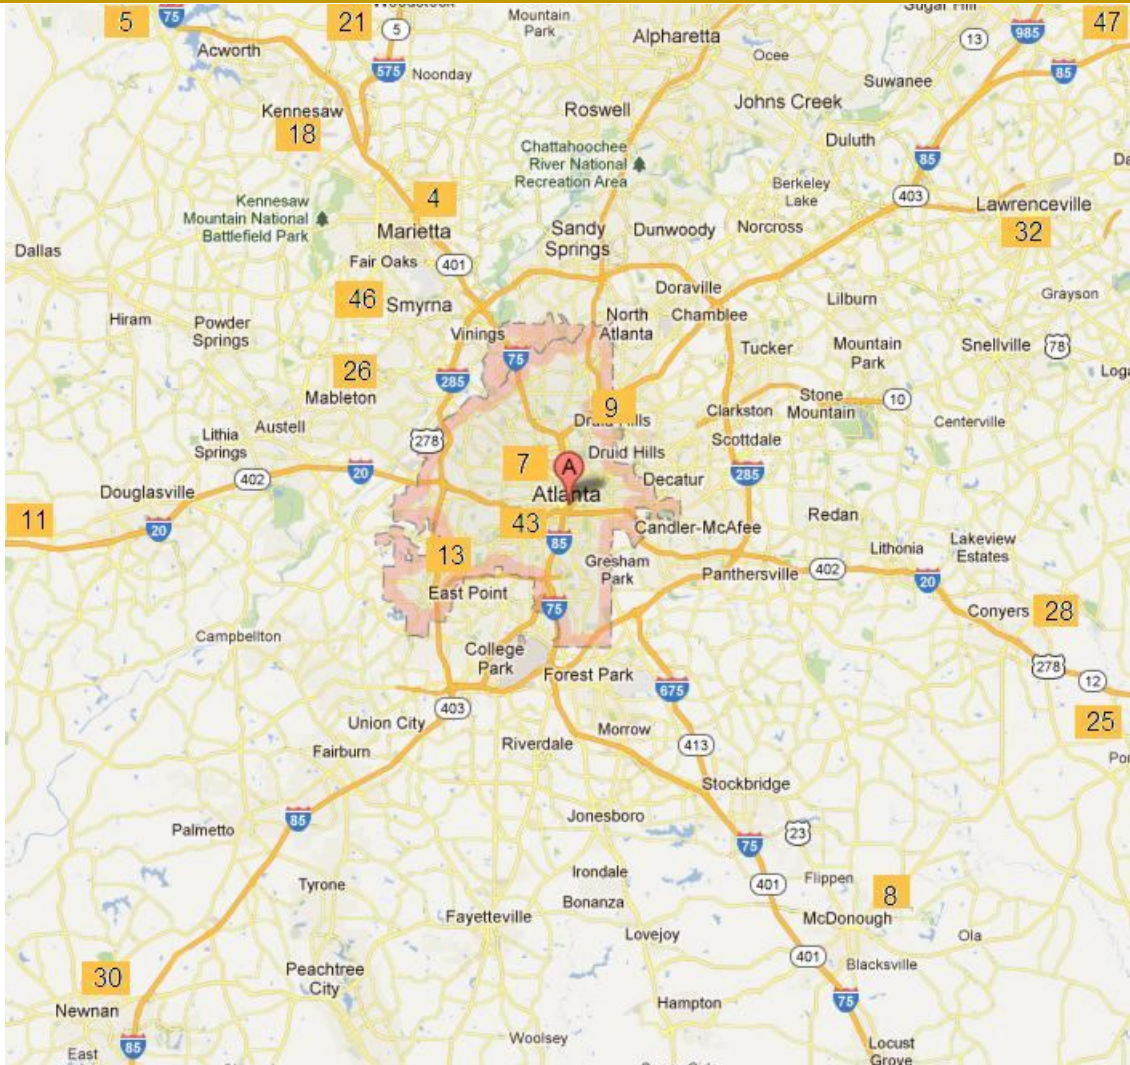 5
75
21
Mountain
Park
5
Alpharetta
Sugar Hill
13
985
47
Acworth
575
Noonday
Ocee
85
Suwanee
Kennesaw
18
Roswell
Johns Creek
Duluth
Chattahoochee
River National
Recreation Area
85
Berkeley
Lake
403
4
Kennesaw
Mountain National
Battlefield Park
Marietta
Sandy
Springs
Dunwoody
Norcross
Lawrenceville
32
Dallas
Fair Oaks
401
Doraville
46
Smyrna
Lilburn
Grayson
Hiram
Powder
Springs
Vinings
North
Atlanta
Chamblee
75
Tucker
Mountain
Park
Snellville
78
26
Mableton
285
9
Druid Hills
Clarkston
Stone
Mountain
10
Centerville
Austell
Lithia
Springs
278
Scottdale
Druid Hills
7
A
20
402
Decatur
285
Douglasville
Atlanta
11
20
43
85
Candler-McAfee
Redan
Lithonia
Lakeview
Estates
13
East Point
Gresham
Park
Panthersville
402
20
75
Conyers
28
Campbellton
College
Park
278
Forest Park
675
12
403
Union City
25
Morrow
413
Riverdale
Fairburn
Stockbridge
85
Palmetto
Jonesboro
23
75
Irondale
Tyrone
401
Flippen
8
Bonanza
Fayetteville
McDonough
Lovejoy
Ola
401
Blacksville
30
Peachtree
City
Newnan
Hampton
75
Woolsey
85
East
Locust
Grove